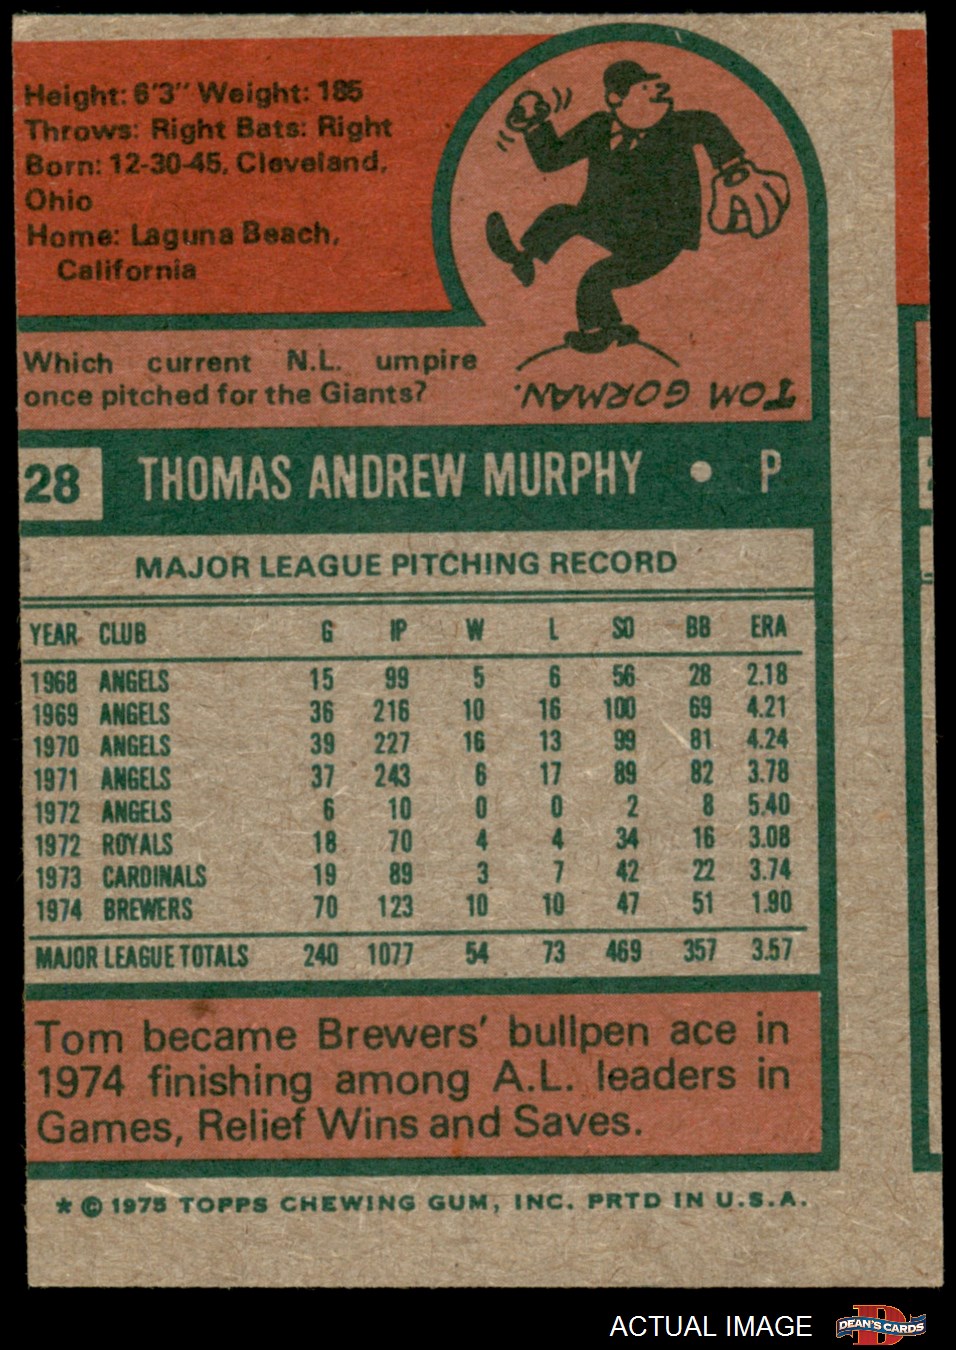 Height: 6'3" Weight: 185
Throws: Right Bats: Right
Born: 12-30-45, Cleveland,
Ohio
Home: Laguna Beach,
California
Which current N.L. umpire
once pitched for the Giants?
TOM GORMAN.
28 THOMAS ANDREW MURPHY • P
MAJOR LEAGUE PITCHING RECORD
YEAR CLUB G IP W L SO BB ERA
1968 ANGELS 15 99 5 6 56 28 2.18
1969 ANGELS 36 216 10 16 100 69 4.21
1970 ANGELS 39 227 16 13 99 81 4.24
1971 ANGELS 37 243 6 17 89 82 3.78
1972 ANGELS 6 10 0 0 2 8 5.40
1972 ROYALS 18 70 4 4 34 16 3.08
1973 CARDINALS 19 89 3 7 42 22 3.74
1974 BREWERS 70 123 10 10 47 51 1.90
MAJOR LEAGUE TOTALS 240 1077 54 73 469 357 3.57
Tom became Brewers' bullpen ace in
1974 finishing among A.L. leaders in
Games, Relief Wins and Saves.
* © 1975 TOPPS CHEWING GUM, INC. PRTD IN U.S.A.
ACTUAL IMAGE
D
DEAN'S CARDS